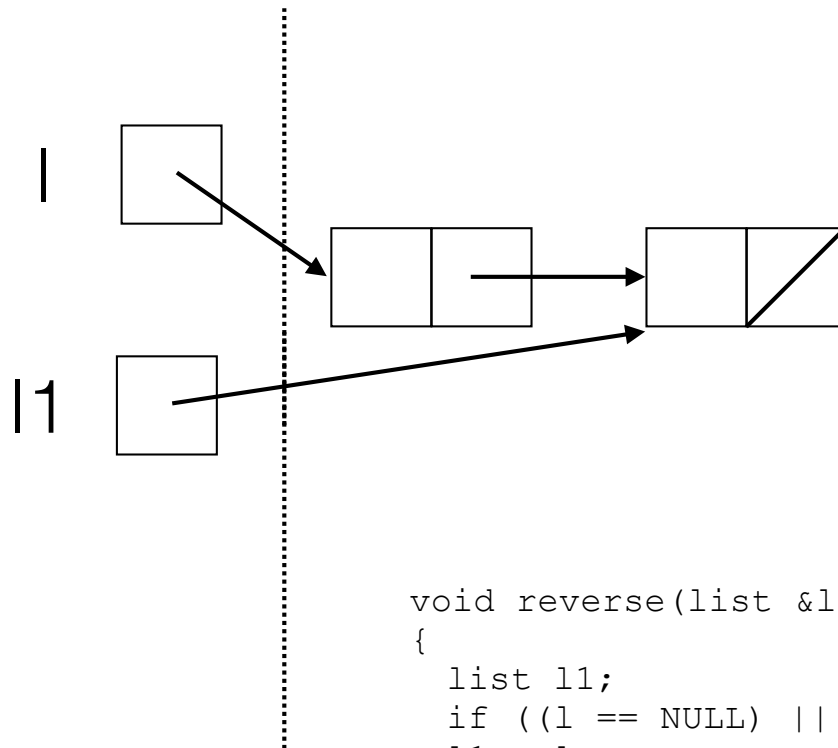 l
l1
void reverse(list &l
{
list l1;
if ((l == NULL) ||